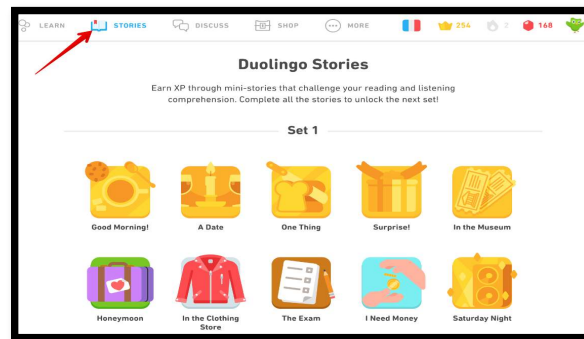 LEARN STORIES DISCUSS SHOP MORE 254 2 168
Duolingo Stories
Earn XP through mini-stories that challenge your reading and listening
comprehension. Complete all the stories to unlock the next set!
Set 1
Good Morning! A Date One Thing Surprise! In the Museum
Honeymoon In the Clothing Store The Exam I Need Money Saturday Night